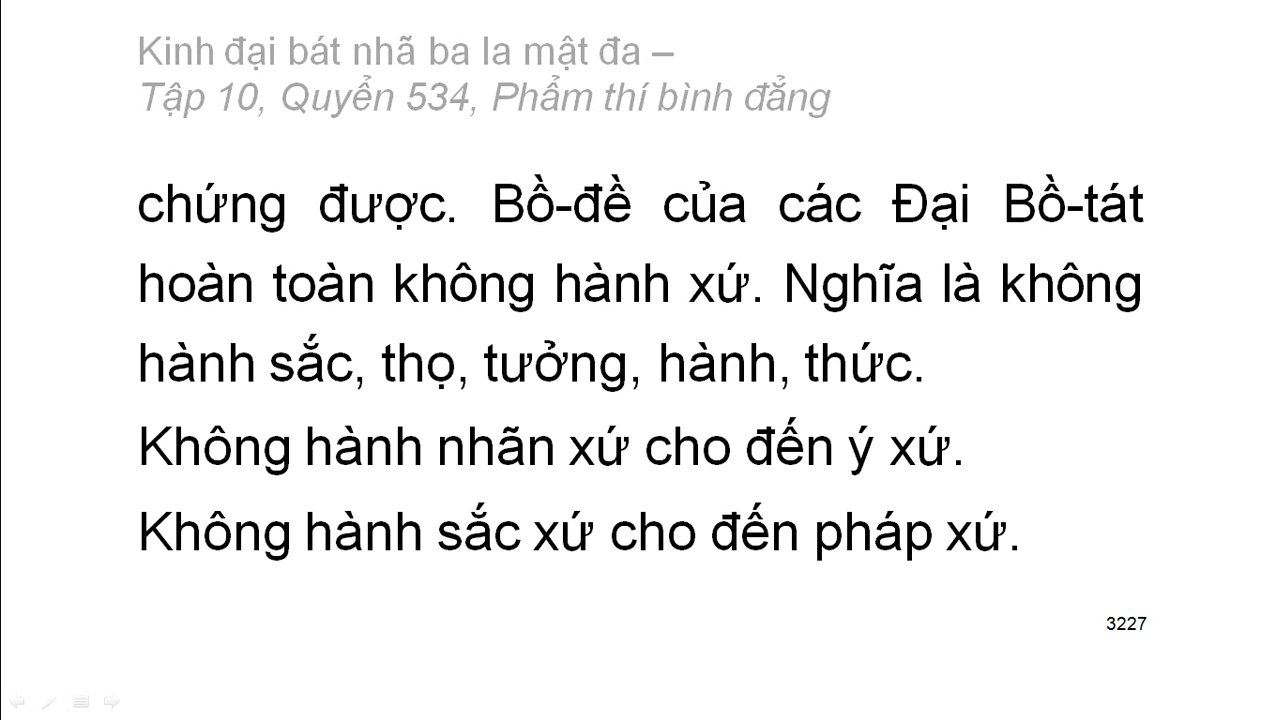 Kinh đại bát nhã ba la mật đa –
Tập 10, Quyển 534, Phẩm thí bình đẳng
chứng được. Bồ-đề của các Đại Bồ-tát
hoàn toàn không hành xứ. Nghĩa là không
hành sắc, thọ, tưởng, hành, thức.
Không hành nhãn xứ cho đến ý xứ.
Không hành sắc xứ cho đến pháp xứ.
3227